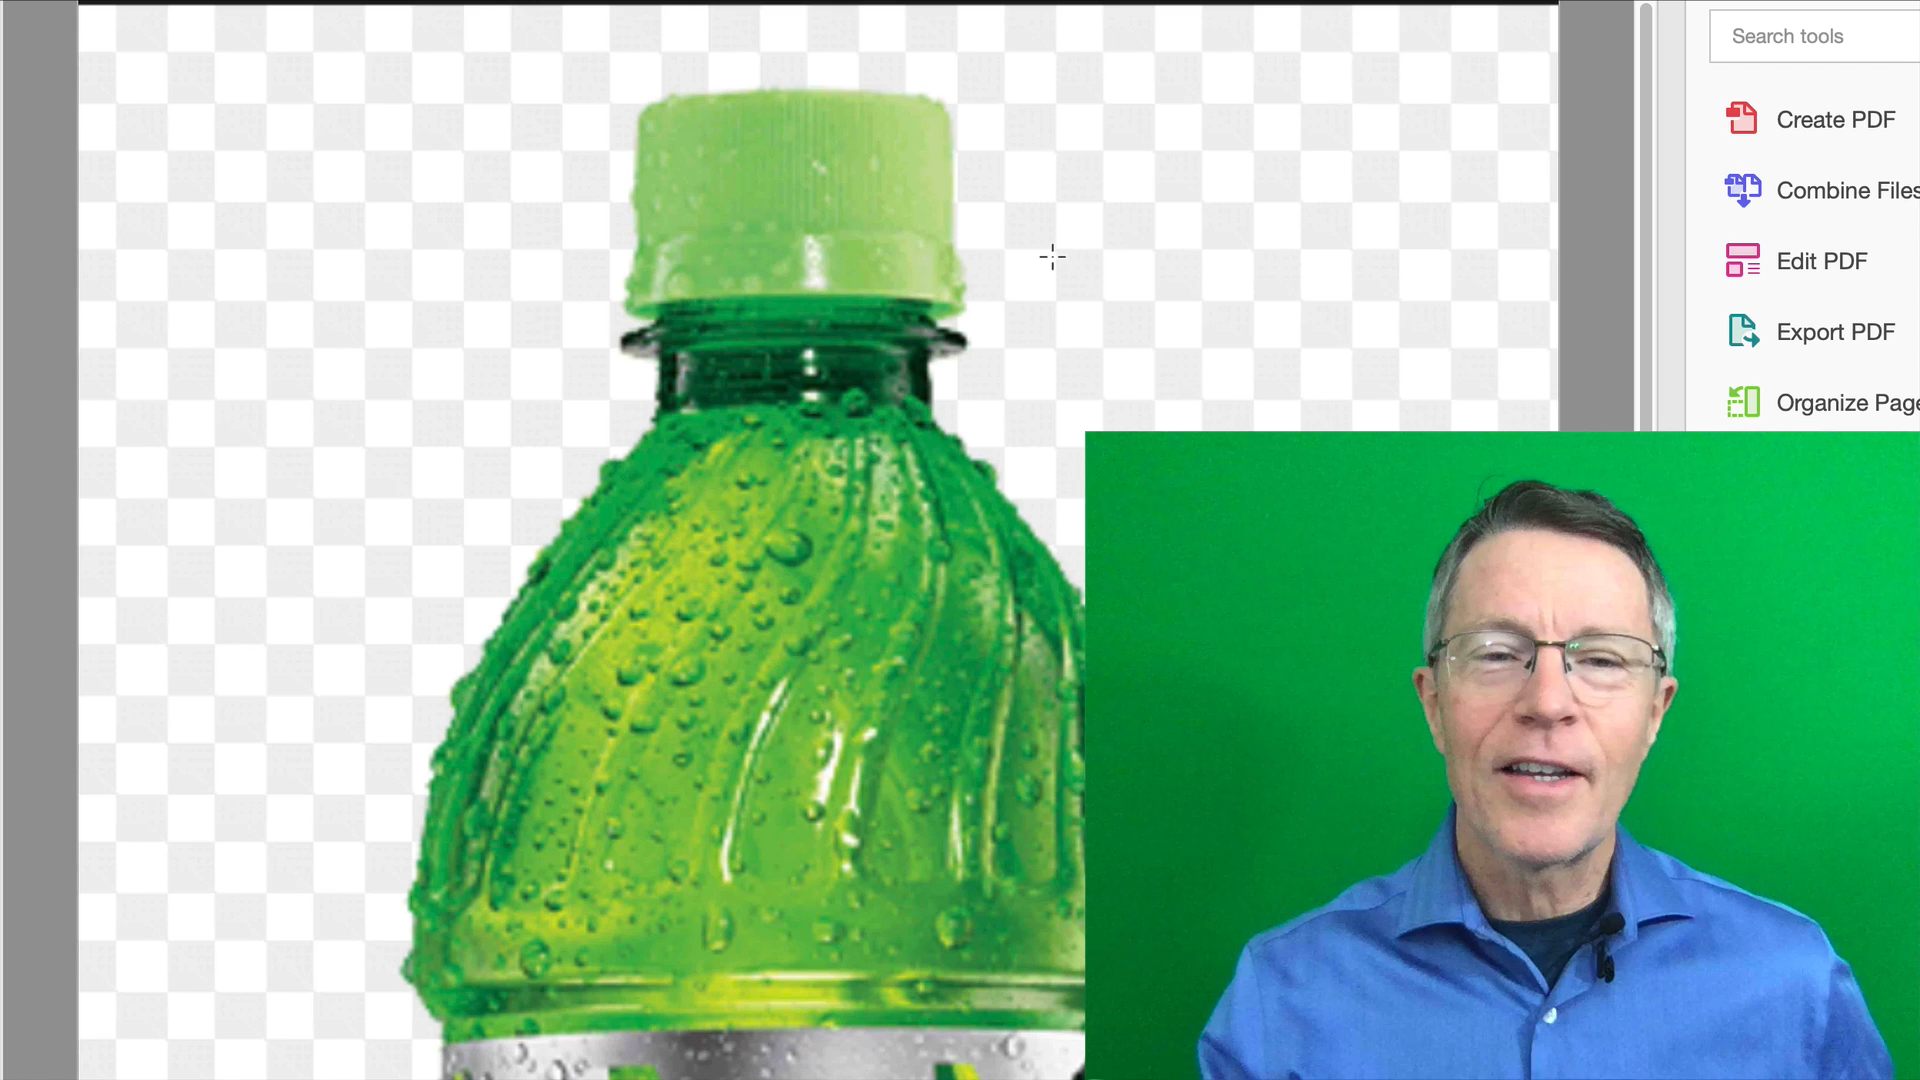 Search tools
Create PDF
Combine Files
Edit PDF
Export PDF
Organize Page